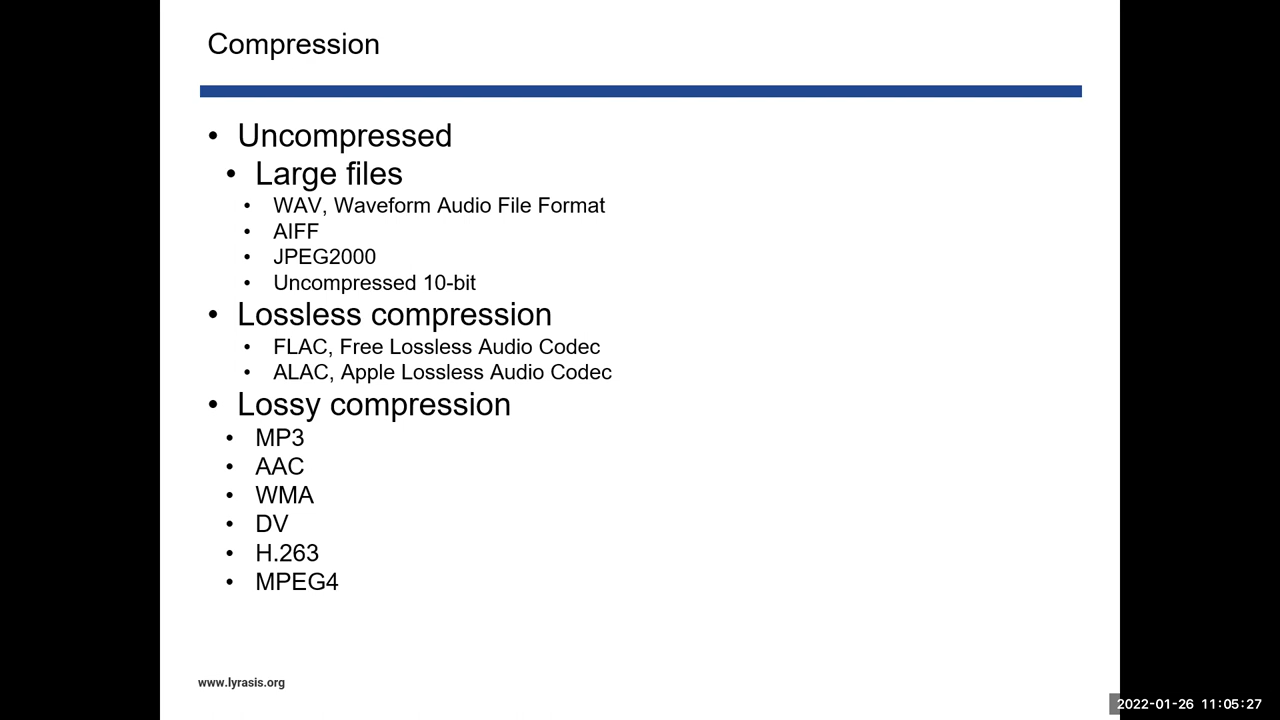 Compression
• Uncompressed
• Large files
• WAV, Waveform Audio File Format
• AIFF
• JPEG2000
• Uncompressed 10-bit
• Lossless compression
• FLAC, Free Lossless Audio Codec
• ALAC, Apple Lossless Audio Codec
• Lossy compression
• MP3
• AAC
• WMA
• DV
• H.263
• MPEG4
www.lyrasis.org
2022-01-26 11:05:27